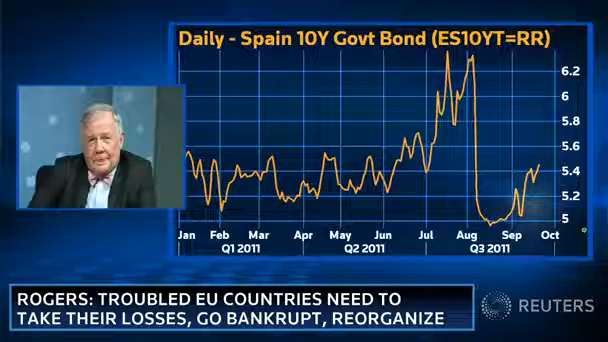 Daily - Spain 10Y Govt Bond (ES10YT=RR)
6.2
6
5.8
5.6
5.4
5.2
5
Jan Feb Mar Apr May Jun Jul Aug Sep Oct
Q1 2011 Q2 2011 Q3 2011
ROGERS: TROUBLED EU COUNTRIES NEED TO
TAKE THEIR LOSSES, GO BANKRUPT, REORGANIZE
REUTERS